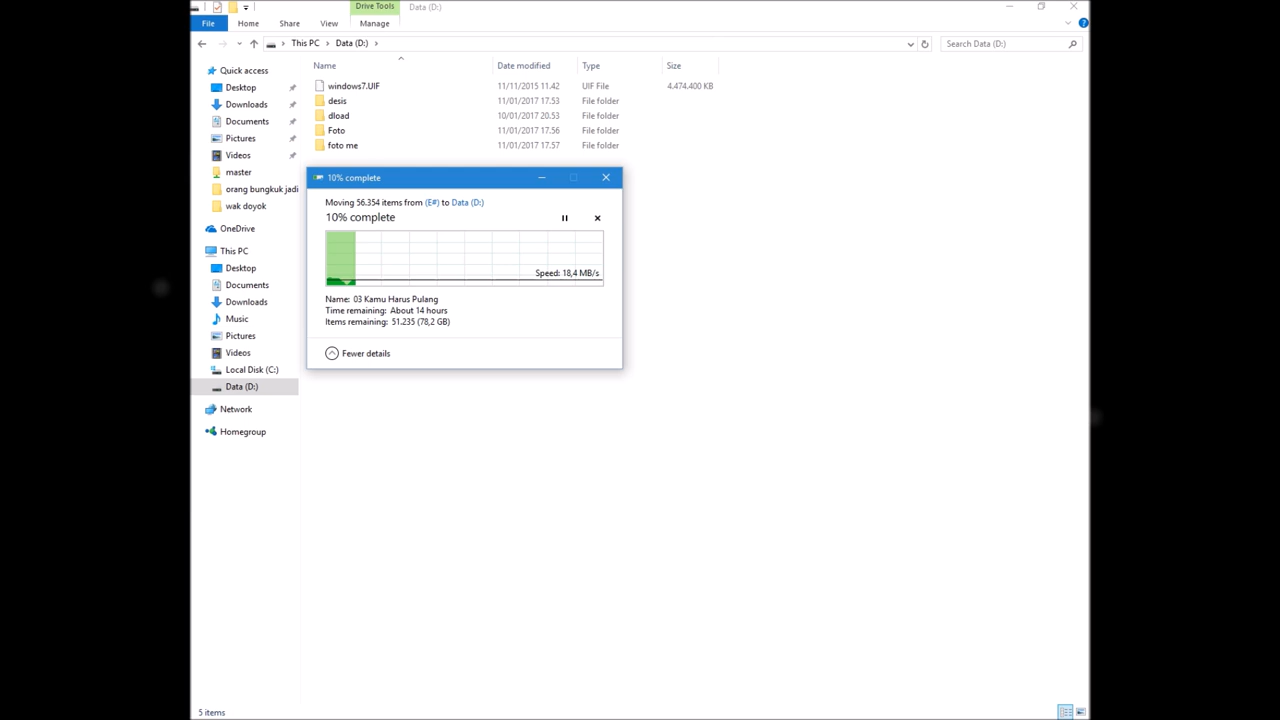 Drive Tools
Data (D:)
File
Home
Share
View
Manage
This PC
Data (D:)
Search Data (D:)
Name
Date modified
Type
Size
windows7.UIF
11/11/2015 11.42
UIF File
4.474.400 KB
desis
11/01/2017 17.53
File folder
dload
10/01/2017 20.53
File folder
Foto
11/01/2017 17.56
File folder
foto me
11/01/2017 17.57
File folder
Quick access
Desktop
Downloads
Documents
Pictures
Videos
master
orang bungkuk jadi
wak doyok
OneDrive
This PC
Desktop
Documents
Downloads
Music
Pictures
Videos
Local Disk (C:)
Data (D:)
Network
Homegroup
10% complete
Moving 56.354 items from (E#) to Data (D:)
10% complete
Speed: 18,4 MB/s
Name: 03 Kamu Harus Pulang
Time remaining: About 14 hours
Items remaining: 51.235 (78,2 GB)
Fewer details
5 items